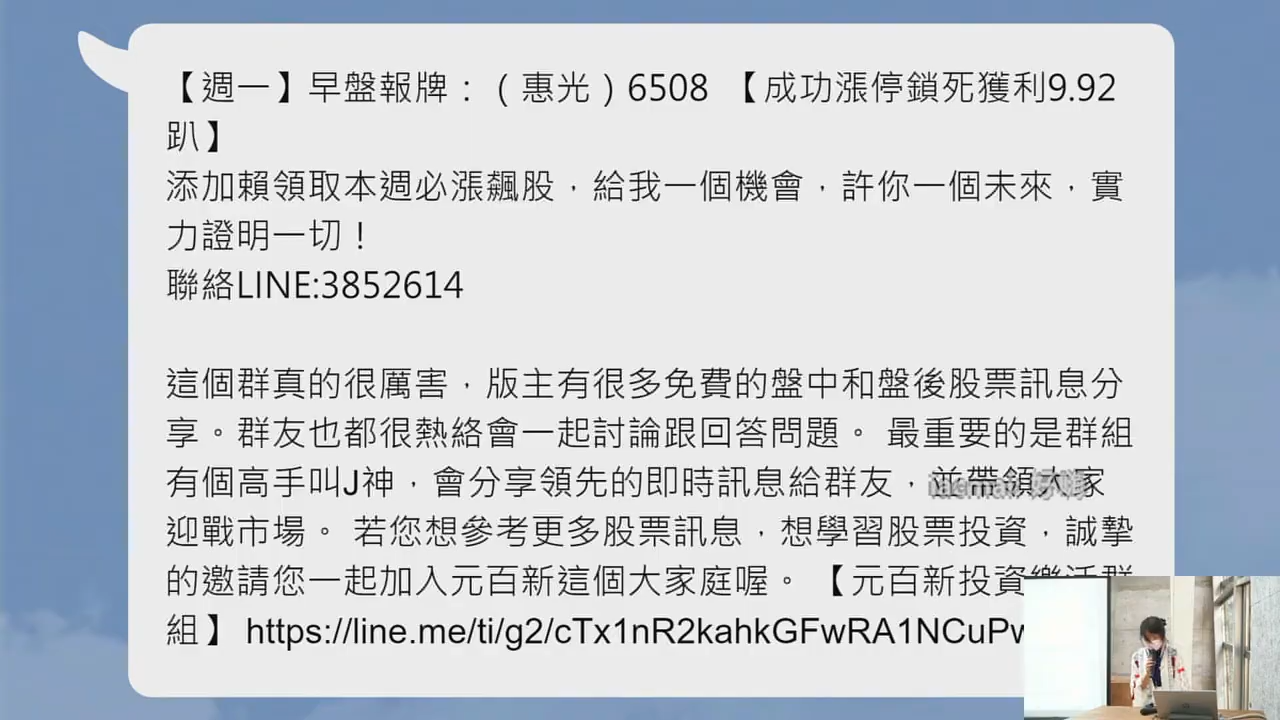 【週一】早盤報牌：（惠光）6508 【成功漲停鎖死獲利9.92
趴】
添加賴領取本週必漲飆股，給我一個機會，許你一個未來，實
力證明一切！
聯絡LINE:3852614
這個群真的很厲害，版主有很多免費的盤中和盤後股票訊息分
享。群友也都很熱絡會一起討論跟回答問題。 最重要的是群組
有個高手叫J神，會分享領先的即時訊息給群友，並帶領大家
迎戰市場。 若您想參考更多股票訊息，想學習股票投資，誠摯
的邀請您一起加入元百新這個大家庭喔。 【元百新投資樂活群
組】 https://line.me/ti/g2/cTx1nR2kahkGFwRA1NCuPw